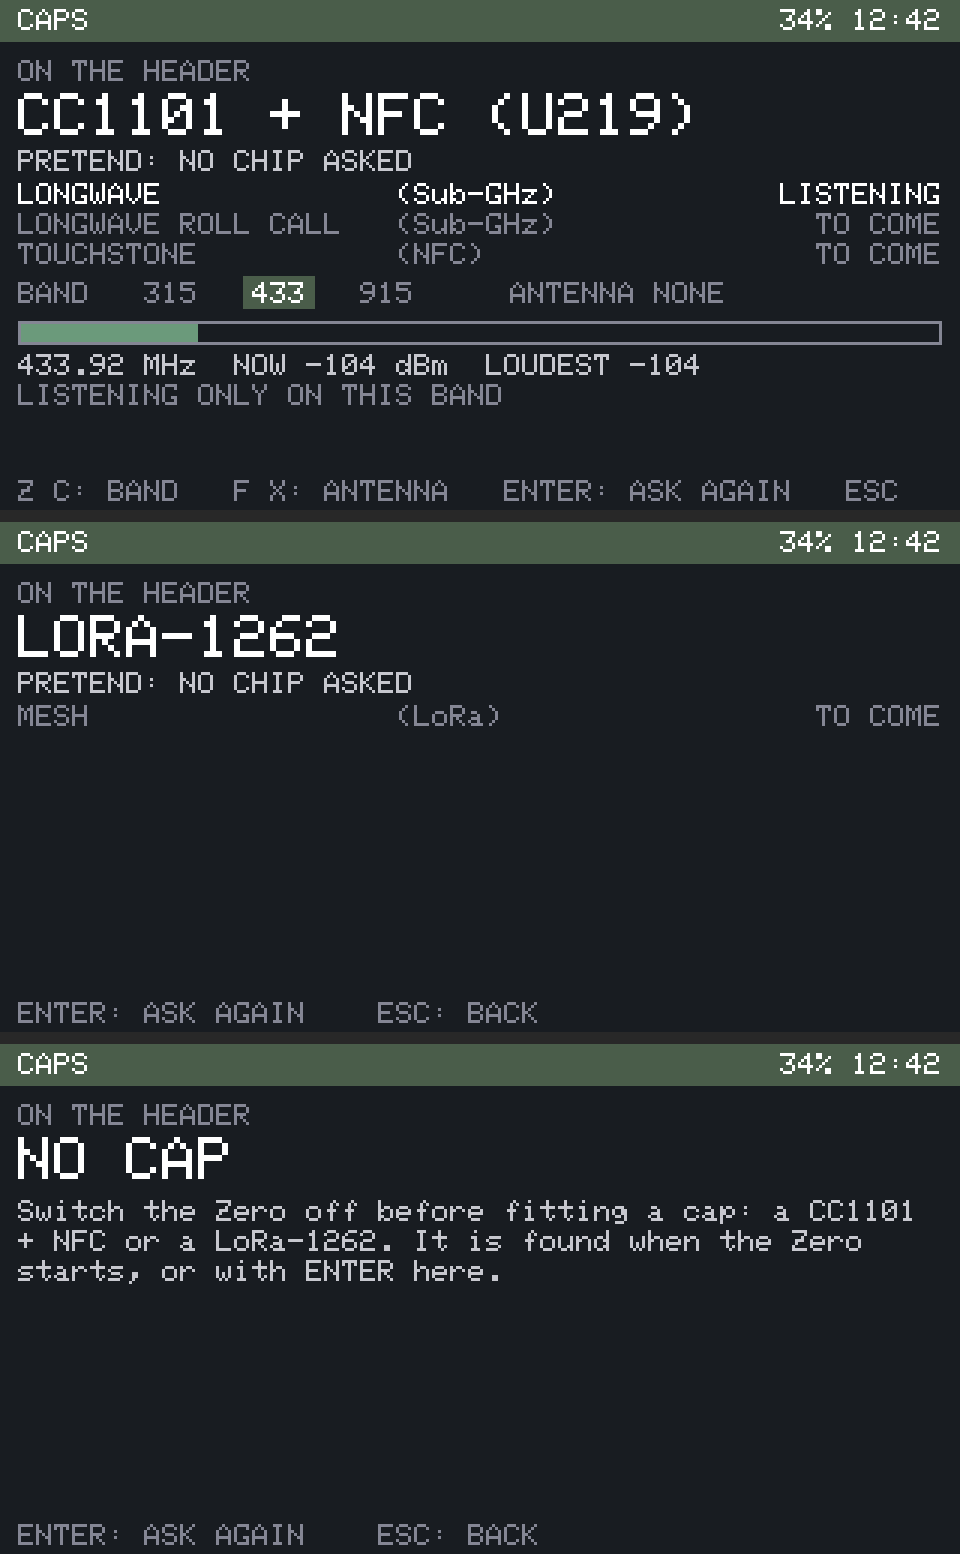 CAPS 34% 12:42
ON THE HEADER
CC1101 + NFC (U219)
PRETEND: NO CHIP ASKED
LONGWAVE (Sub-GHz) LISTENING
LONGWAVE ROLL CALL (Sub-GHz) TO COME
TOUCHSTONE (NFC) TO COME
BAND 315 433 915 ANTENNA NONE
433.92 MHz NOW -104 dBm LOUDEST -104
LISTENING ONLY ON THIS BAND
Z C: BAND F X: ANTENNA ENTER: ASK AGAIN ESC
CAPS 34% 12:42
ON THE HEADER
LORA-1262
PRETEND: NO CHIP ASKED
MESH (LoRa) TO COME
ENTER: ASK AGAIN ESC: BACK
CAPS 34% 12:42
ON THE HEADER
NO CAP
Switch the Zero off before fitting a cap: a CC1101
+ NFC or a LoRa-1262. It is found when the Zero
starts, or with ENTER here.
ENTER: ASK AGAIN ESC: BACK